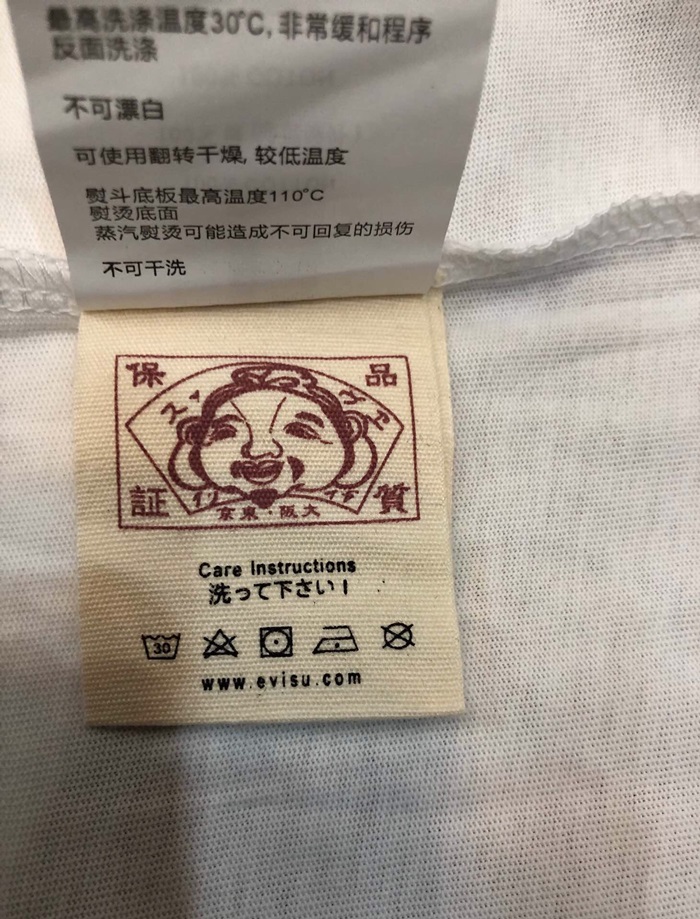 最高洗涤温度30°C, 非常缓和程序
反面洗涤
不可漂白
可使用翻转干燥, 较低温度
熨斗底板最高温度110°C
熨烫底面
蒸汽熨烫可能造成不可回复的损伤
不可干洗
保 品
証 質
京東・阪大
Care Instructions
洗って下さい！
30
www.evisu.com